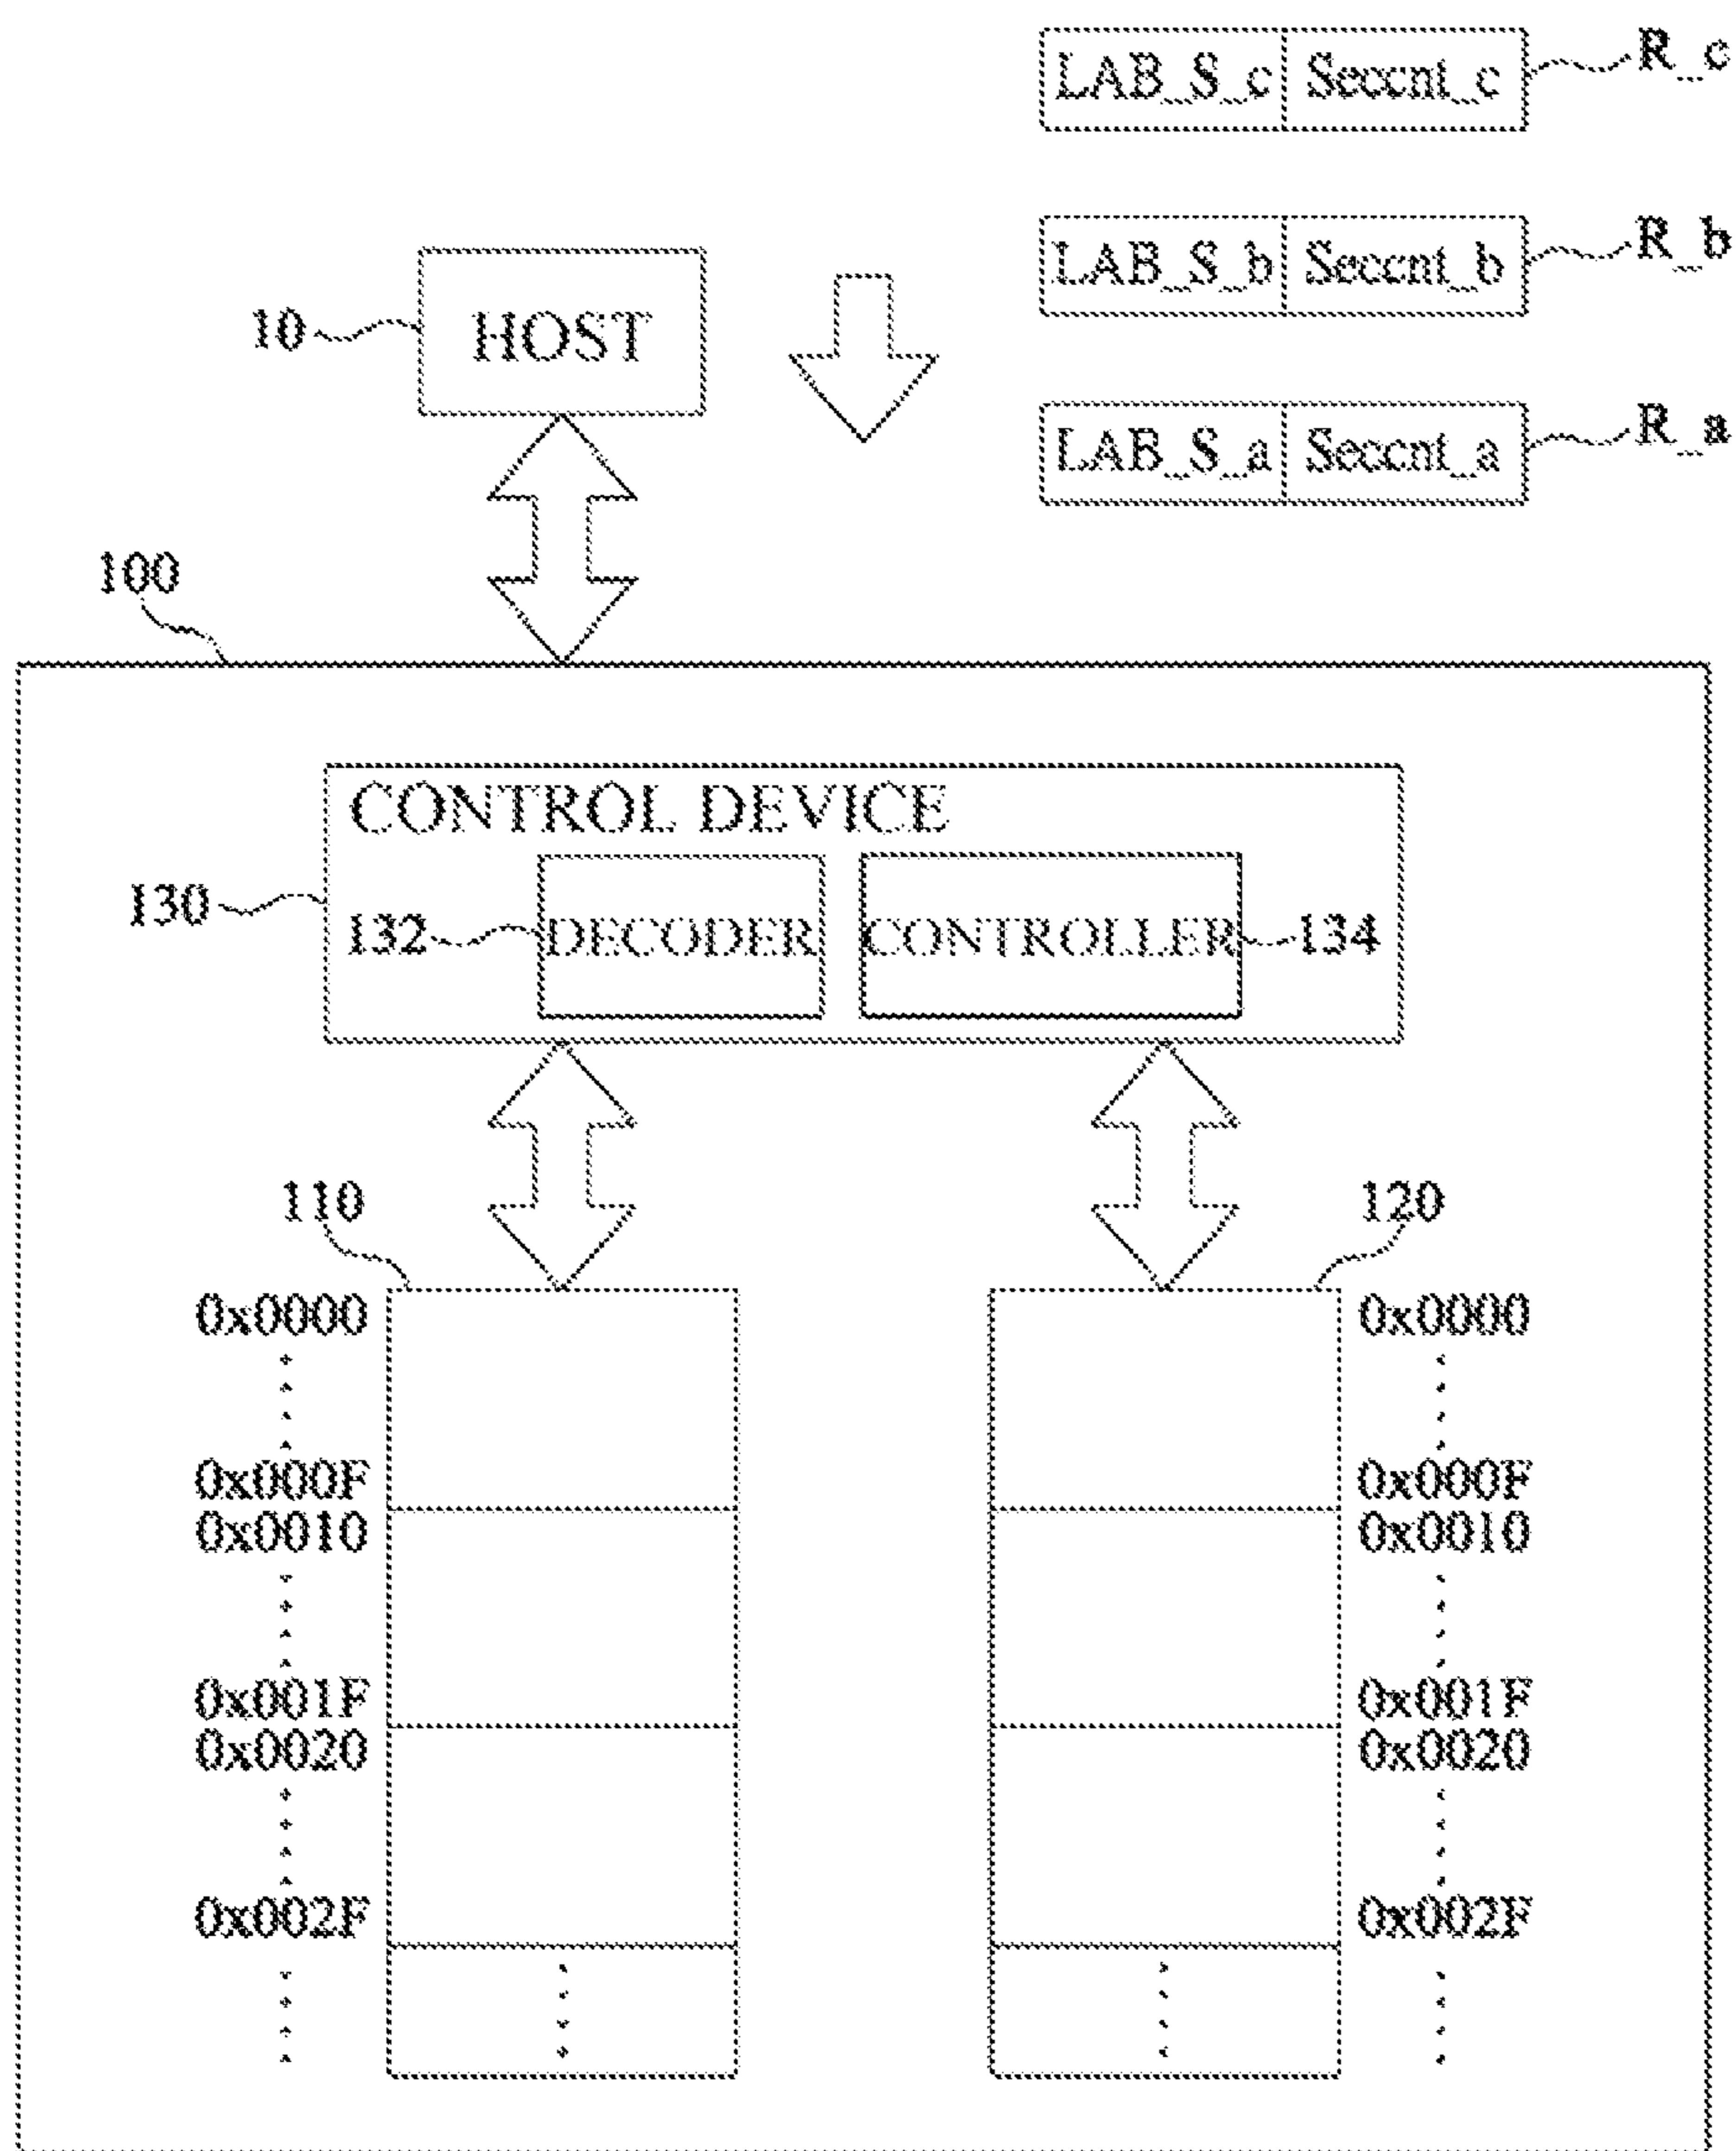 LAB_S_c Seccnt_c R_c
LAB_S_b Seccnt_b R_b
10 HOST
LAB_S_a Seccnt_a R_a
100
CONTROL DEVICE
130
132 DECODER CONTROLLER 134
110 120
0x0000 0x0000
0x000F 0x000F
0x0010 0x0010
0x001F 0x001F
0x0020 0x0020
0x002F 0x002F